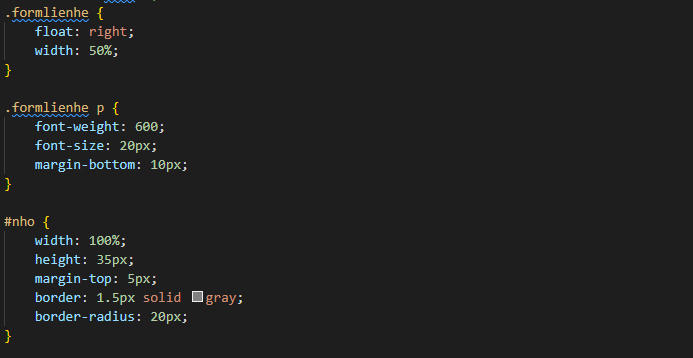 .formlienhe {
    float: right;
    width: 50%;
}

.formlienhe p {
    font-weight: 600;
    font-size: 20px;
    margin-bottom: 10px;
}

#nho {
    width: 100%;
    height: 35px;
    margin-top: 5px;
    border: 1.5px solid gray;
    border-radius: 20px;
}